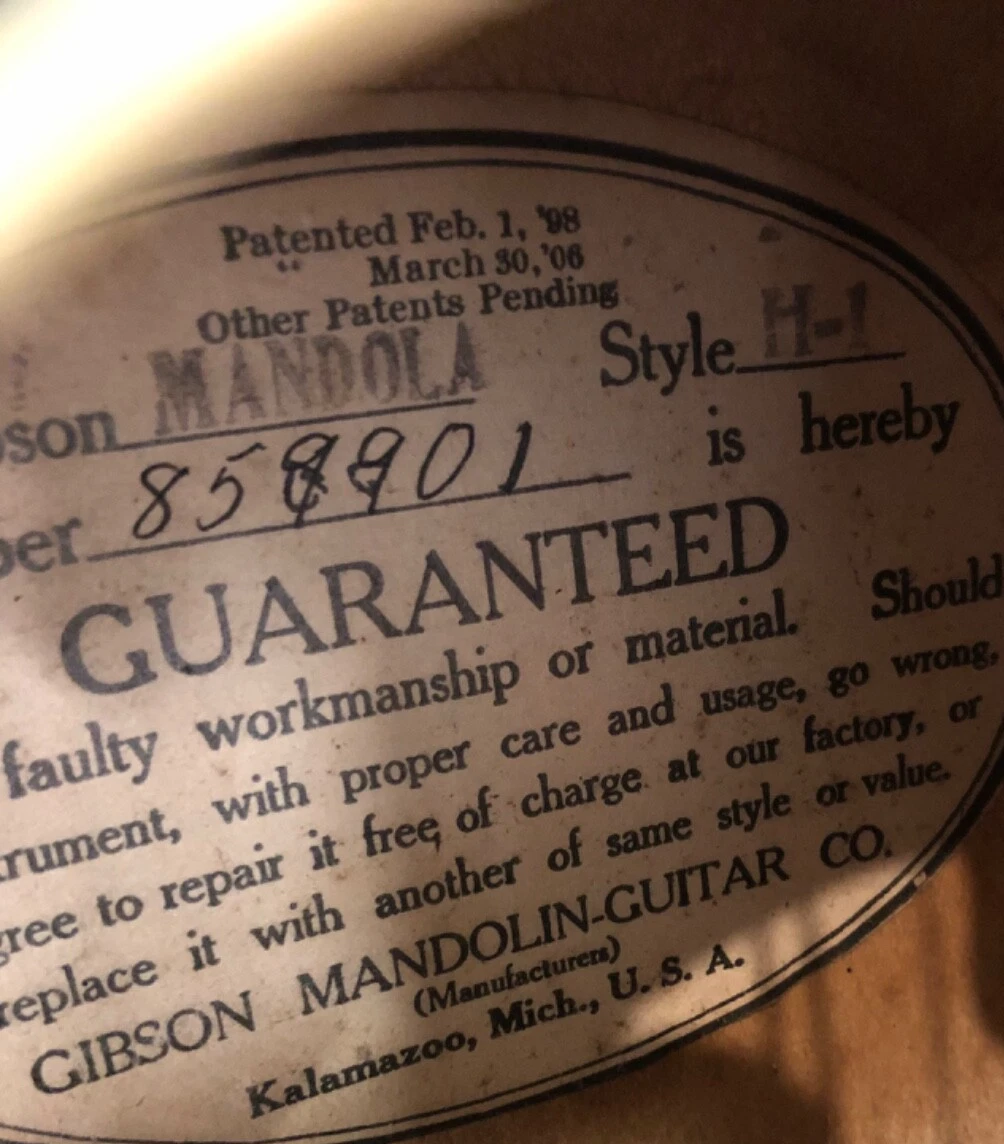 Patented Feb. 1, '98
“ March 30, '06
Other Patents Pending
son MANDOLA Style H-1
ber is hereby
GUARANTEED
faulty workmanship or material. Should
trument, with proper care and usage, go wrong,
gree to repair it free of charge at our factory, or
replace it with another of same style or value.
GIBSON MANDOLIN-GUITAR CO.
(Manufacturers)
Kalamazoo, Mich., U. S. A.